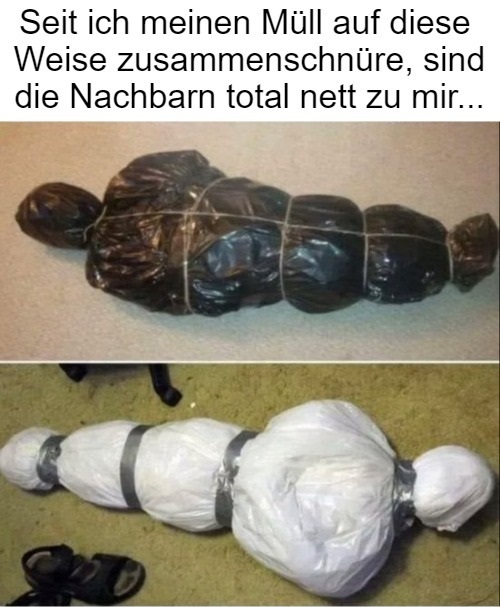 Seit ich meinen Müll auf diese
Weise zusammenschnüre, sind
die Nachbarn total nett zu mir...